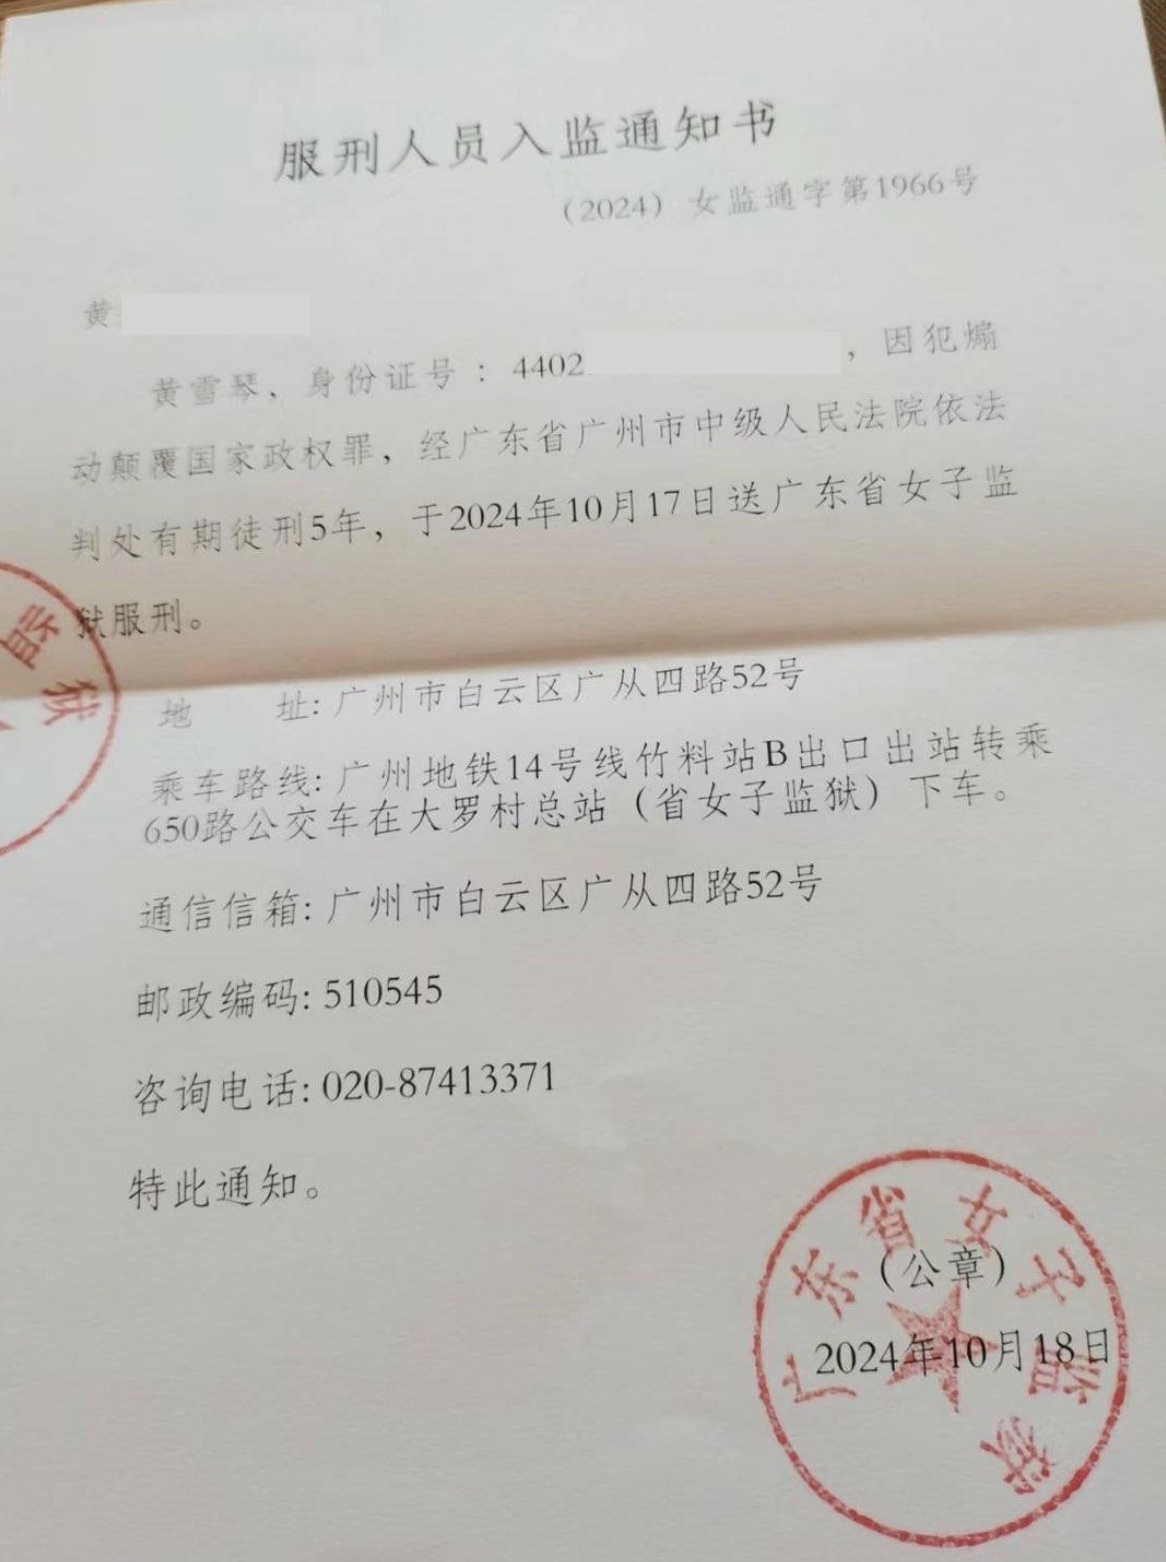 服刑人员入监通知书
（2024）女监通字第1966号
黄
黄雪琴，身份证号：4402 ，因犯煽
动颠覆国家政权罪，经广东省广州市中级人民法院依法
判处有期徒刑5年，于2024年10月17日送广东省女子监
狱服刑。
监狱
地 址:广州市白云区广从四路52号
乘车路线:广州地铁14号线竹料站B出口出站转乘
650路公交车在大罗村总站（省女子监狱）下车。
通信信箱:广州市白云区广从四路52号
邮政编码:510545
咨询电话:020-87413371
特此通知。
广东省女子监狱
（公章）
2024年10月18日